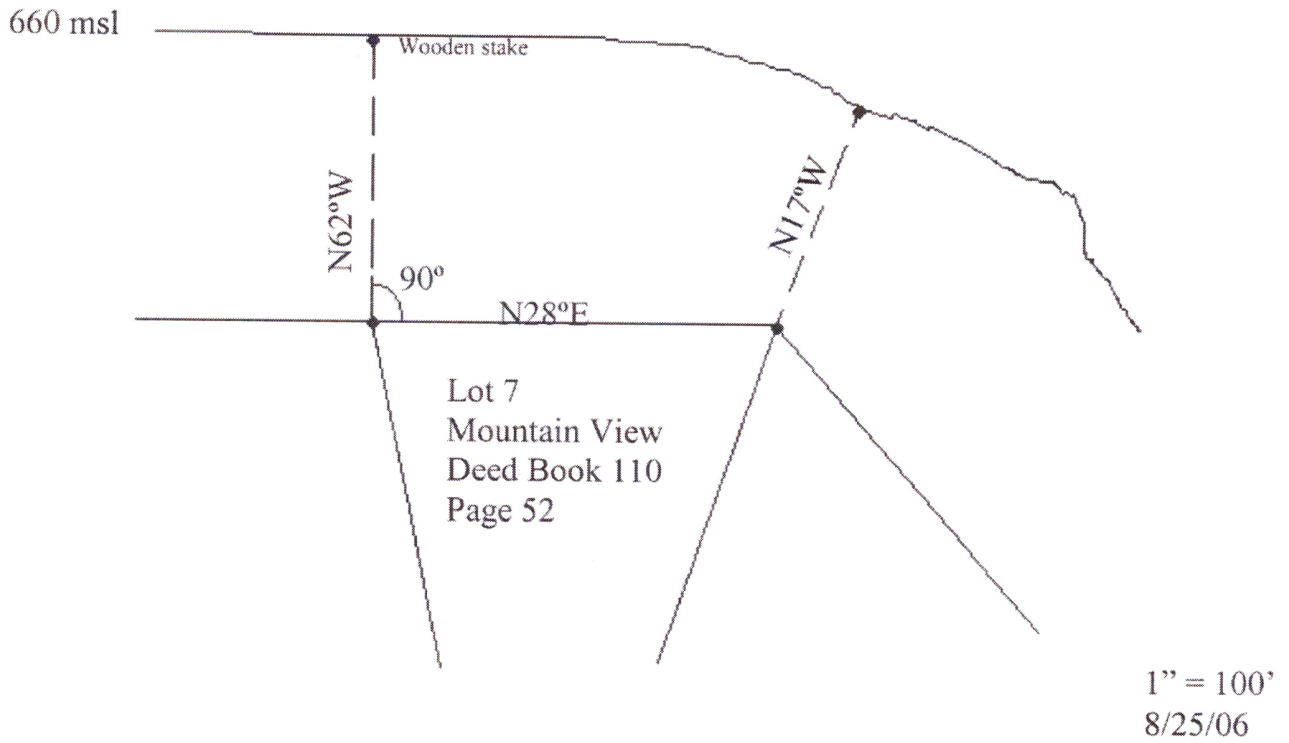 660 msl
Wooden stake
N62ºW
N17ºW
90º
N28ºE
Lot 7
Mountain View
Deed Book 110
Page 52
1” = 100’
8/25/06